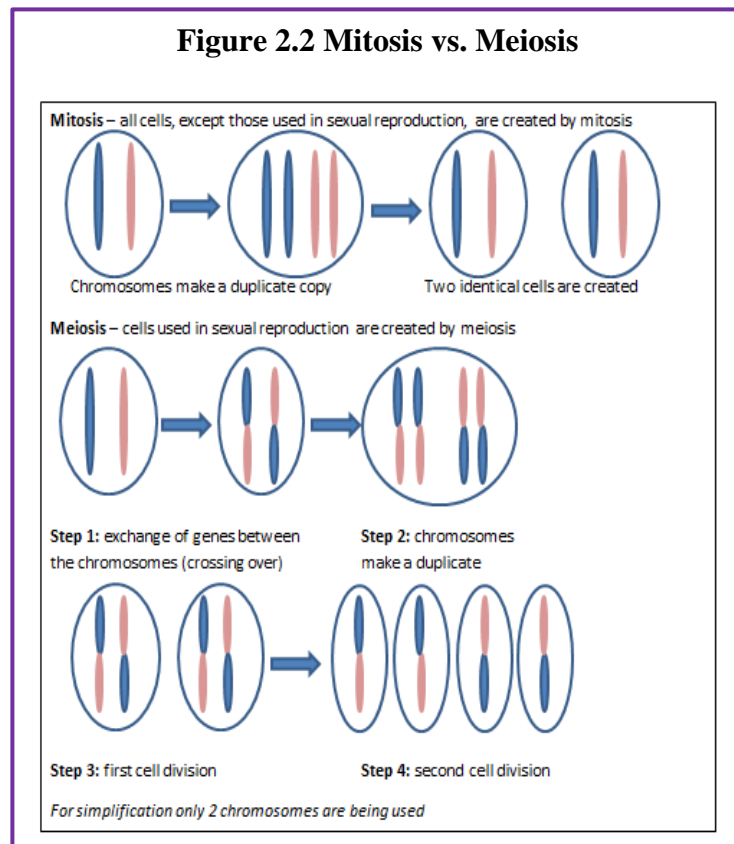 Figure 2.2 Mitosis vs. Meiosis
Mitosis – all cells, except those used in sexual reproduction, are created by mitosis
Chromosomes make a duplicate copy
Two identical cells are created
Meiosis – cells used in sexual reproduction are created by meiosis
Step 1: exchange of genes between
the chromosomes (crossing over)
Step 2: chromosomes
make a duplicate
Step 3: first cell division
Step 4: second cell division
For simplification only 2 chromosomes are being used